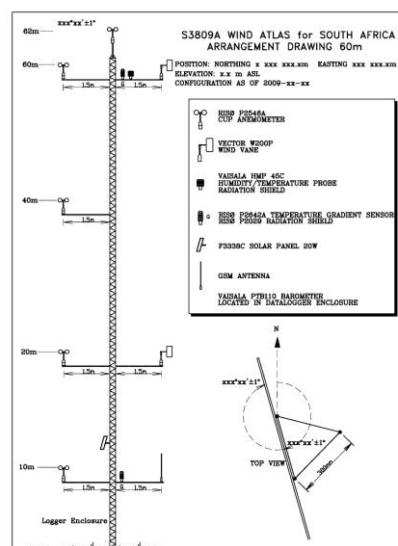 xxx°xx'±1°
62m
S3809A WIND ATLAS for SOUTH AFRICA
ARRANGEMENT DRAWING 60m
POSITION: NORTHING x xxx xxx.xm EASTING xxx xxx.xm
ELEVATION: x.x m ASL
CONFIGURATION AS OF 2009-xx-xx
60m
1.5m
1.5m
RISØ P2546A
CUP ANEMOMETER
VECTOR W200P
WIND VANE
VAISALA HMP 45C
HUMIDITY/TEMPERATURE PROBE
RADIATION SHIELD
RISØ P2642A TEMPERATURE GRADIENT SENSOR
RISØ P2029 RADIATION SHIELD
F3338C SOLAR PANEL 20W
GSM ANTENNA
VAISALA PTB110 BAROMETER
LOCATED IN DATALOGGER ENCLOSURE
40m
1.5m
20m
1.5m
1.5m
N
xxx°xx'±1°
xxx°xx'±1°
TOP VIEW
300mm
10m
1.5m
1.5m
Logger Enclosure